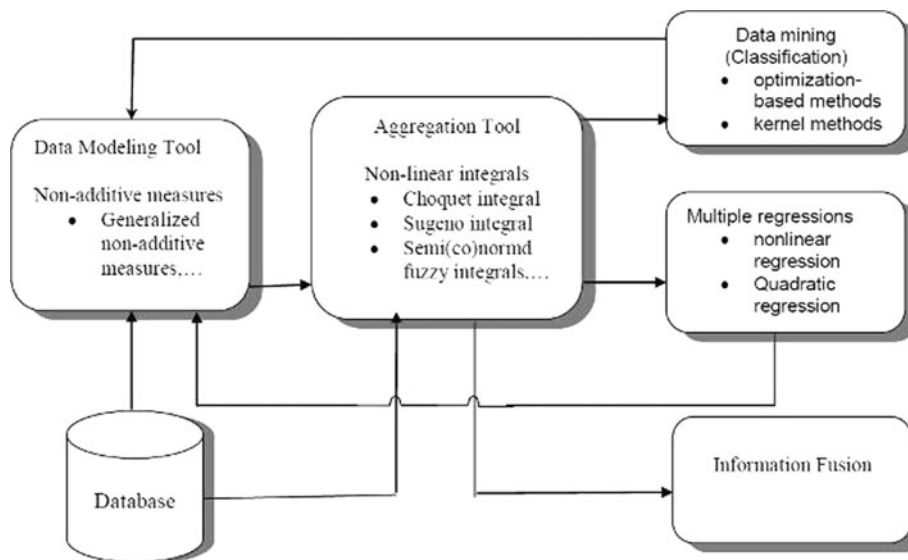 Data mining
(Classification)
• optimization-
based methods
• kernel methods
Data Modeling Tool
Non-additive measures
• Generalized
non-additive
measures….
Aggregation Tool
Non-linear integrals
• Choquet integral
• Sugeno integral
• Semi(co)normd
fuzzy integrals….
Multiple regressions
• nonlinear
regression
• Quadratic
regression
Database
Information Fusion